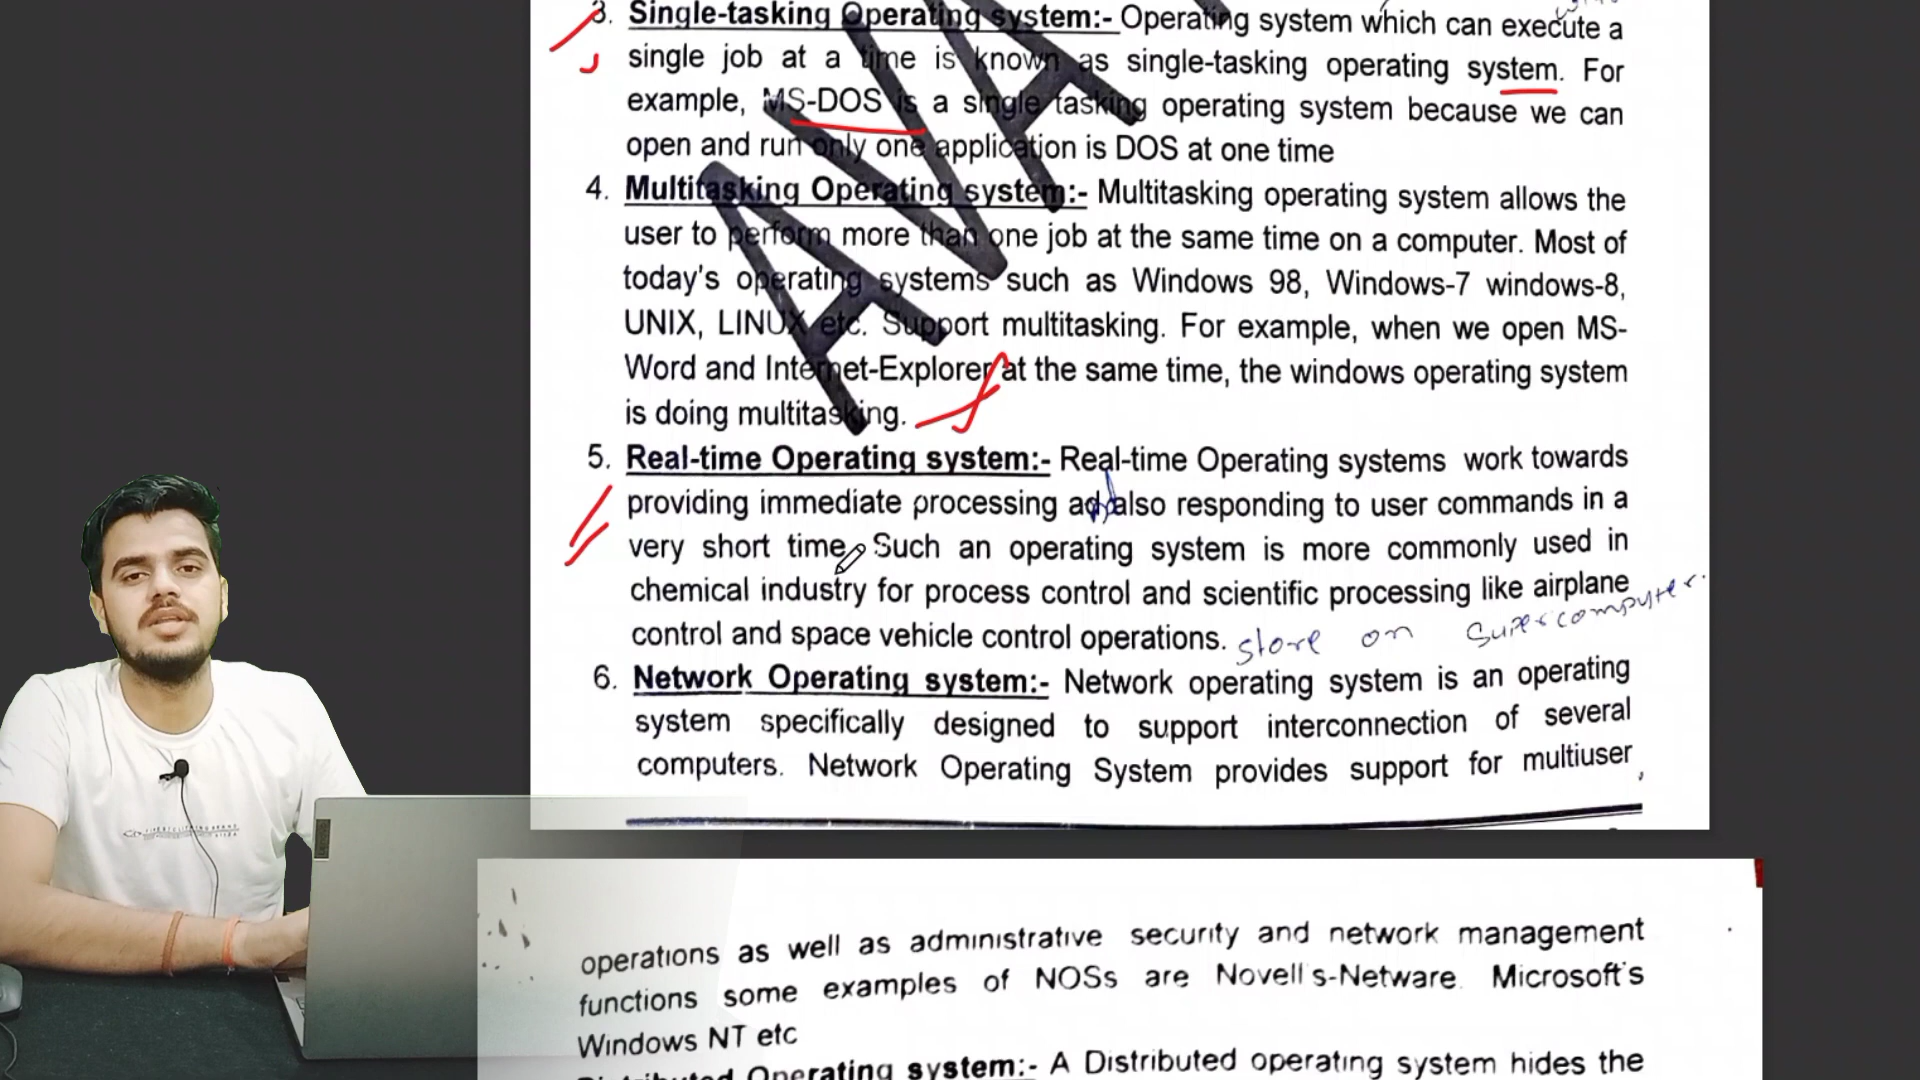 3. Single-tasking Operating system:- Operating system which can execute a
single job at a time is known as single-tasking operating system. For
example, MS-DOS is a single tasking operating system because we can
open and run only one application is DOS at one time
4. Multitasking Operating system:- Multitasking operating system allows the
user to perform more than one job at the same time on a computer. Most of
today's operating systems such as Windows 98, Windows-7 windows-8,
UNIX, LINUX etc. Support multitasking. For example, when we open MS-
Word and Internet-Explorer at the same time, the windows operating system
is doing multitasking.
5. Real-time Operating system:- Real-time Operating systems work towards
providing immediate processing ad also responding to user commands in a
very short time. Such an operating system is more commonly used in
chemical industry for process control and scientific processing like airplane
control and space vehicle control operations. store on Supercomputer.
6. Network Operating system:- Network operating system is an operating
system specifically designed to support interconnection of several
computers. Network Operating System provides support for multiuser
operations as well as administrative security and network management
functions some examples of NOSs are Novell's-Netware. Microsoft's
Windows NT etc
Distributed Operating system:- A Distributed operating system hides the